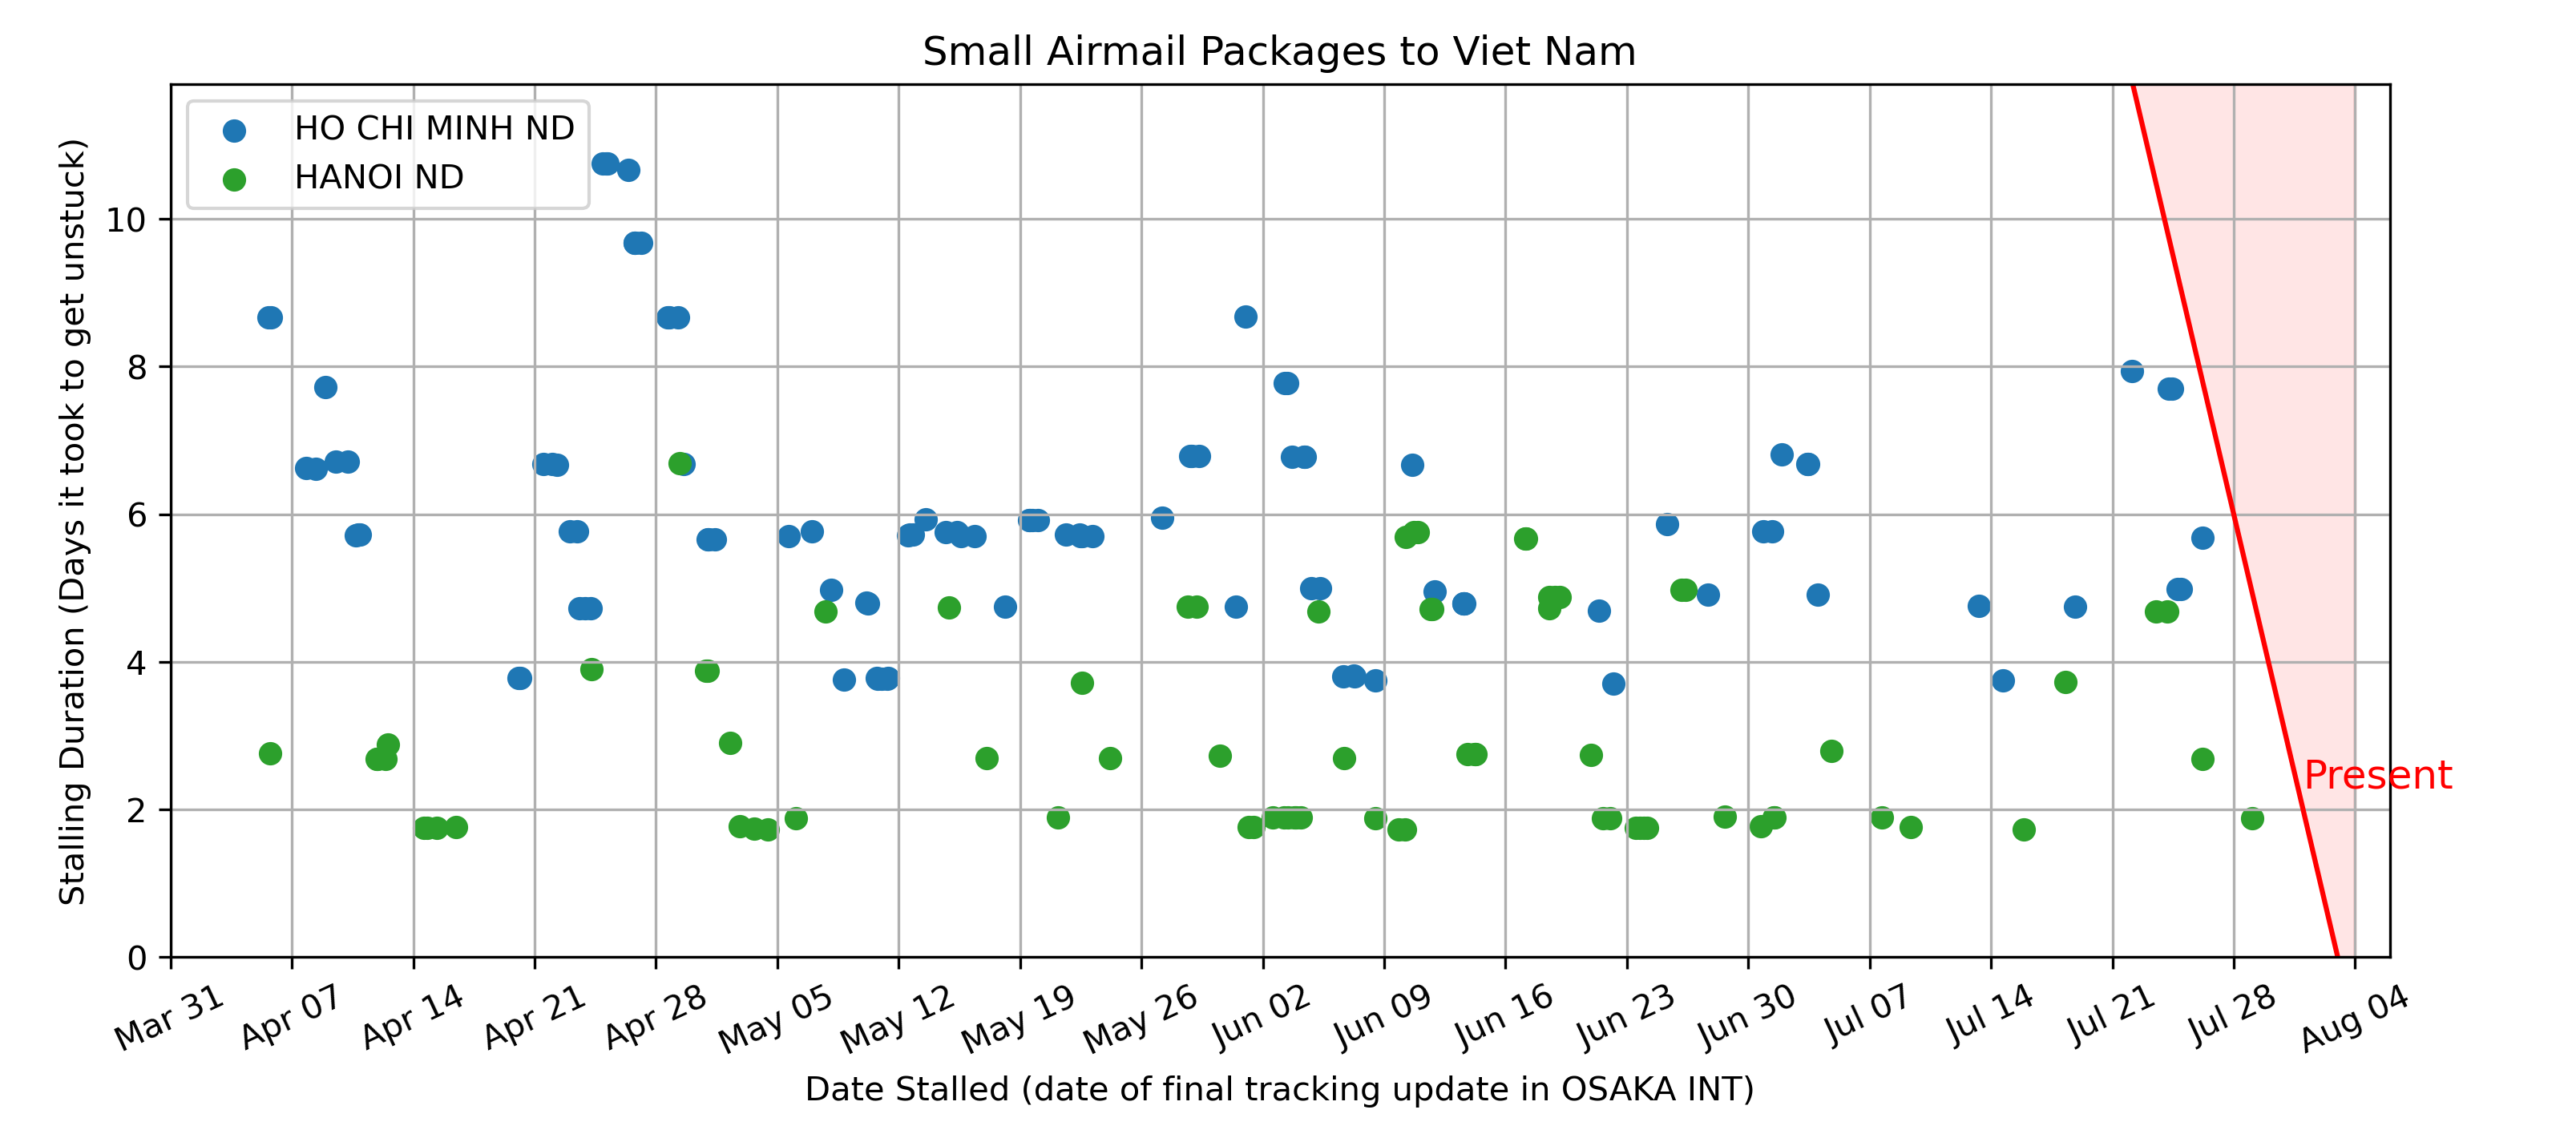 Small Airmail Packages to Viet Nam
HO CHI MINH ND
HANOI ND
Stalling Duration (Days it took to get unstuck)
10
8
6
4
2
0
Present
Mar 31
Apr 07
Apr 14
Apr 21
Apr 28
May 05
May 12
May 19
May 26
Jun 02
Jun 09
Jun 16
Jun 23
Jun 30
Jul 07
Jul 14
Jul 21
Jul 28
Aug 04
Date Stalled (date of final tracking update in OSAKA INT)